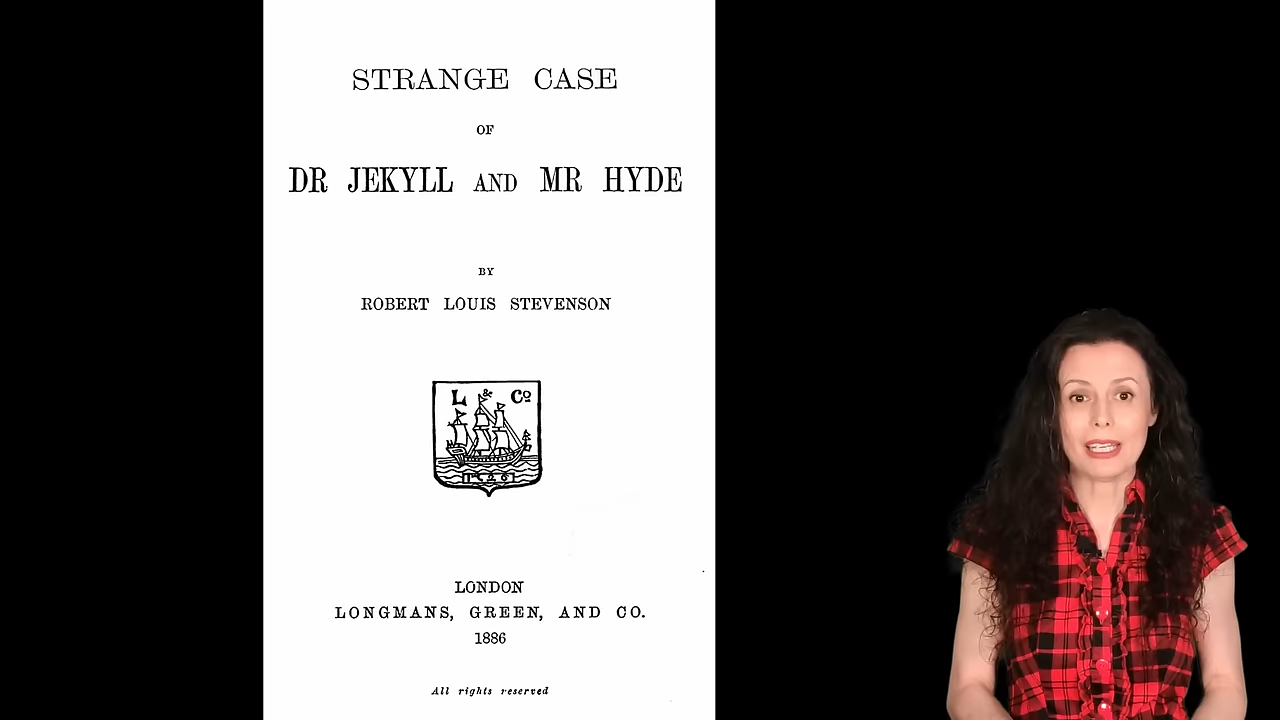 STRANGE CASE
OF
DR JEKYLL AND MR HYDE
BY
ROBERT LOUIS STEVENSON
L & Co
LONDON
LONGMANS, GREEN, AND CO.
1886
All rights reserved